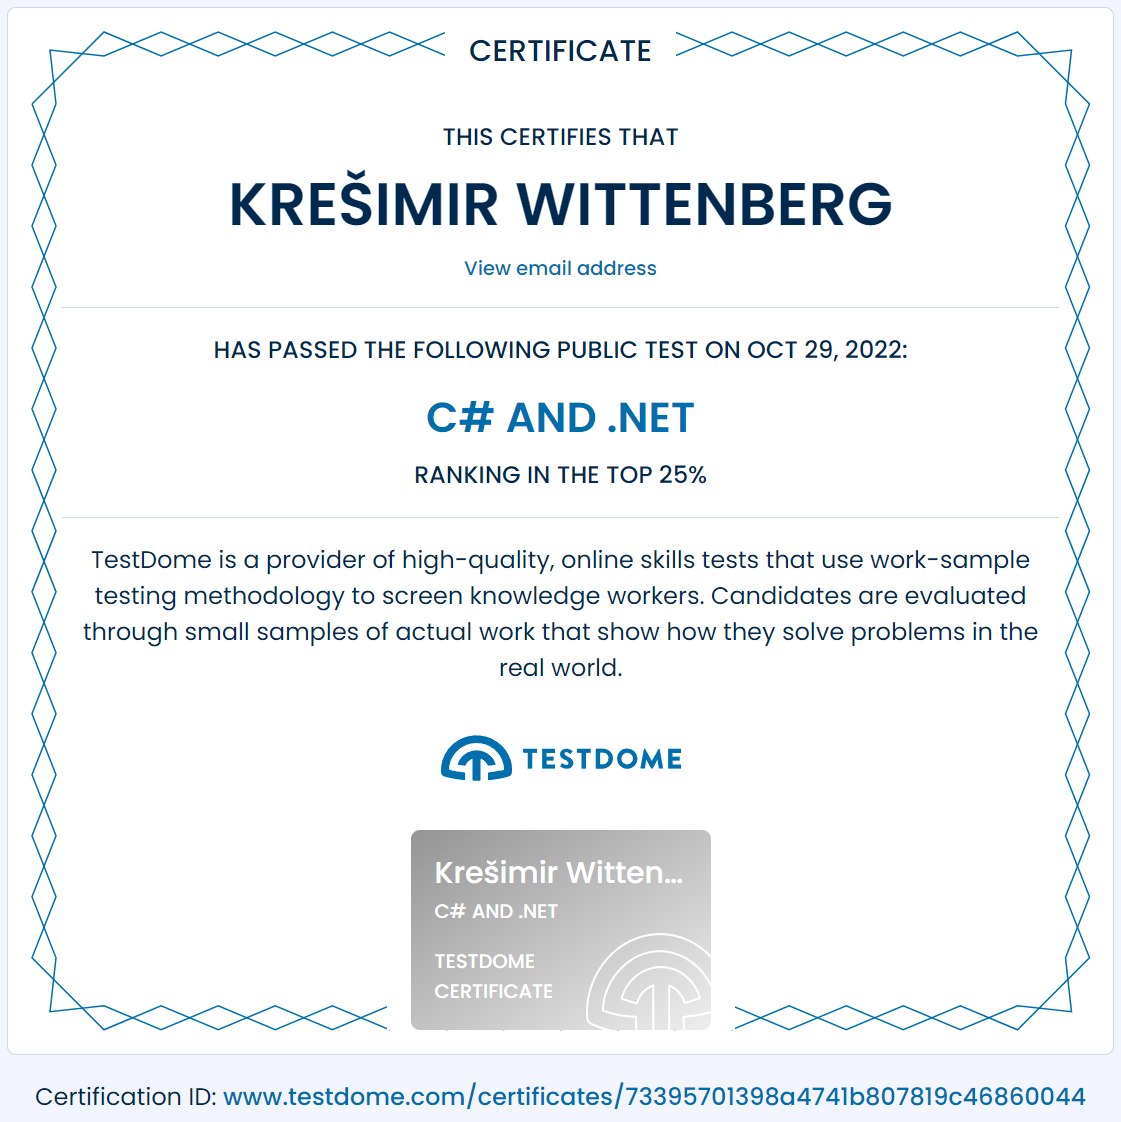 CERTIFICATE
THIS CERTIFIES THAT
KREŠIMIR WITTENBERG
View email address
HAS PASSED THE FOLLOWING PUBLIC TEST ON OCT 29, 2022:
C# AND .NET
RANKING IN THE TOP 25%
TestDome is a provider of high-quality, online skills tests that use work-sample
testing methodology to screen knowledge workers. Candidates are evaluated
through small samples of actual work that show how they solve problems in the
real world.
TESTDOME
Krešimir Witten...
C# AND .NET
TESTDOME
CERTIFICATE
Certification ID: www.testdome.com/certificates/73395701398a4741b807819c46860044